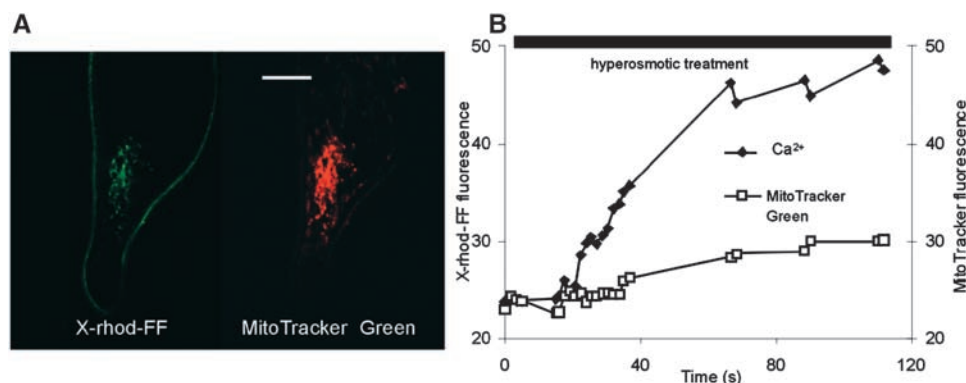 A
X-rhod-FF
MitoTracker Green
B
50
40
30
20
X-rhod-FF fluorescence
hyperosmotic treatment
Ca²⁺
MitoTracker
Green
50
40
30
20
MitoTracker fluorescence
0
40
80
120
Time (s)